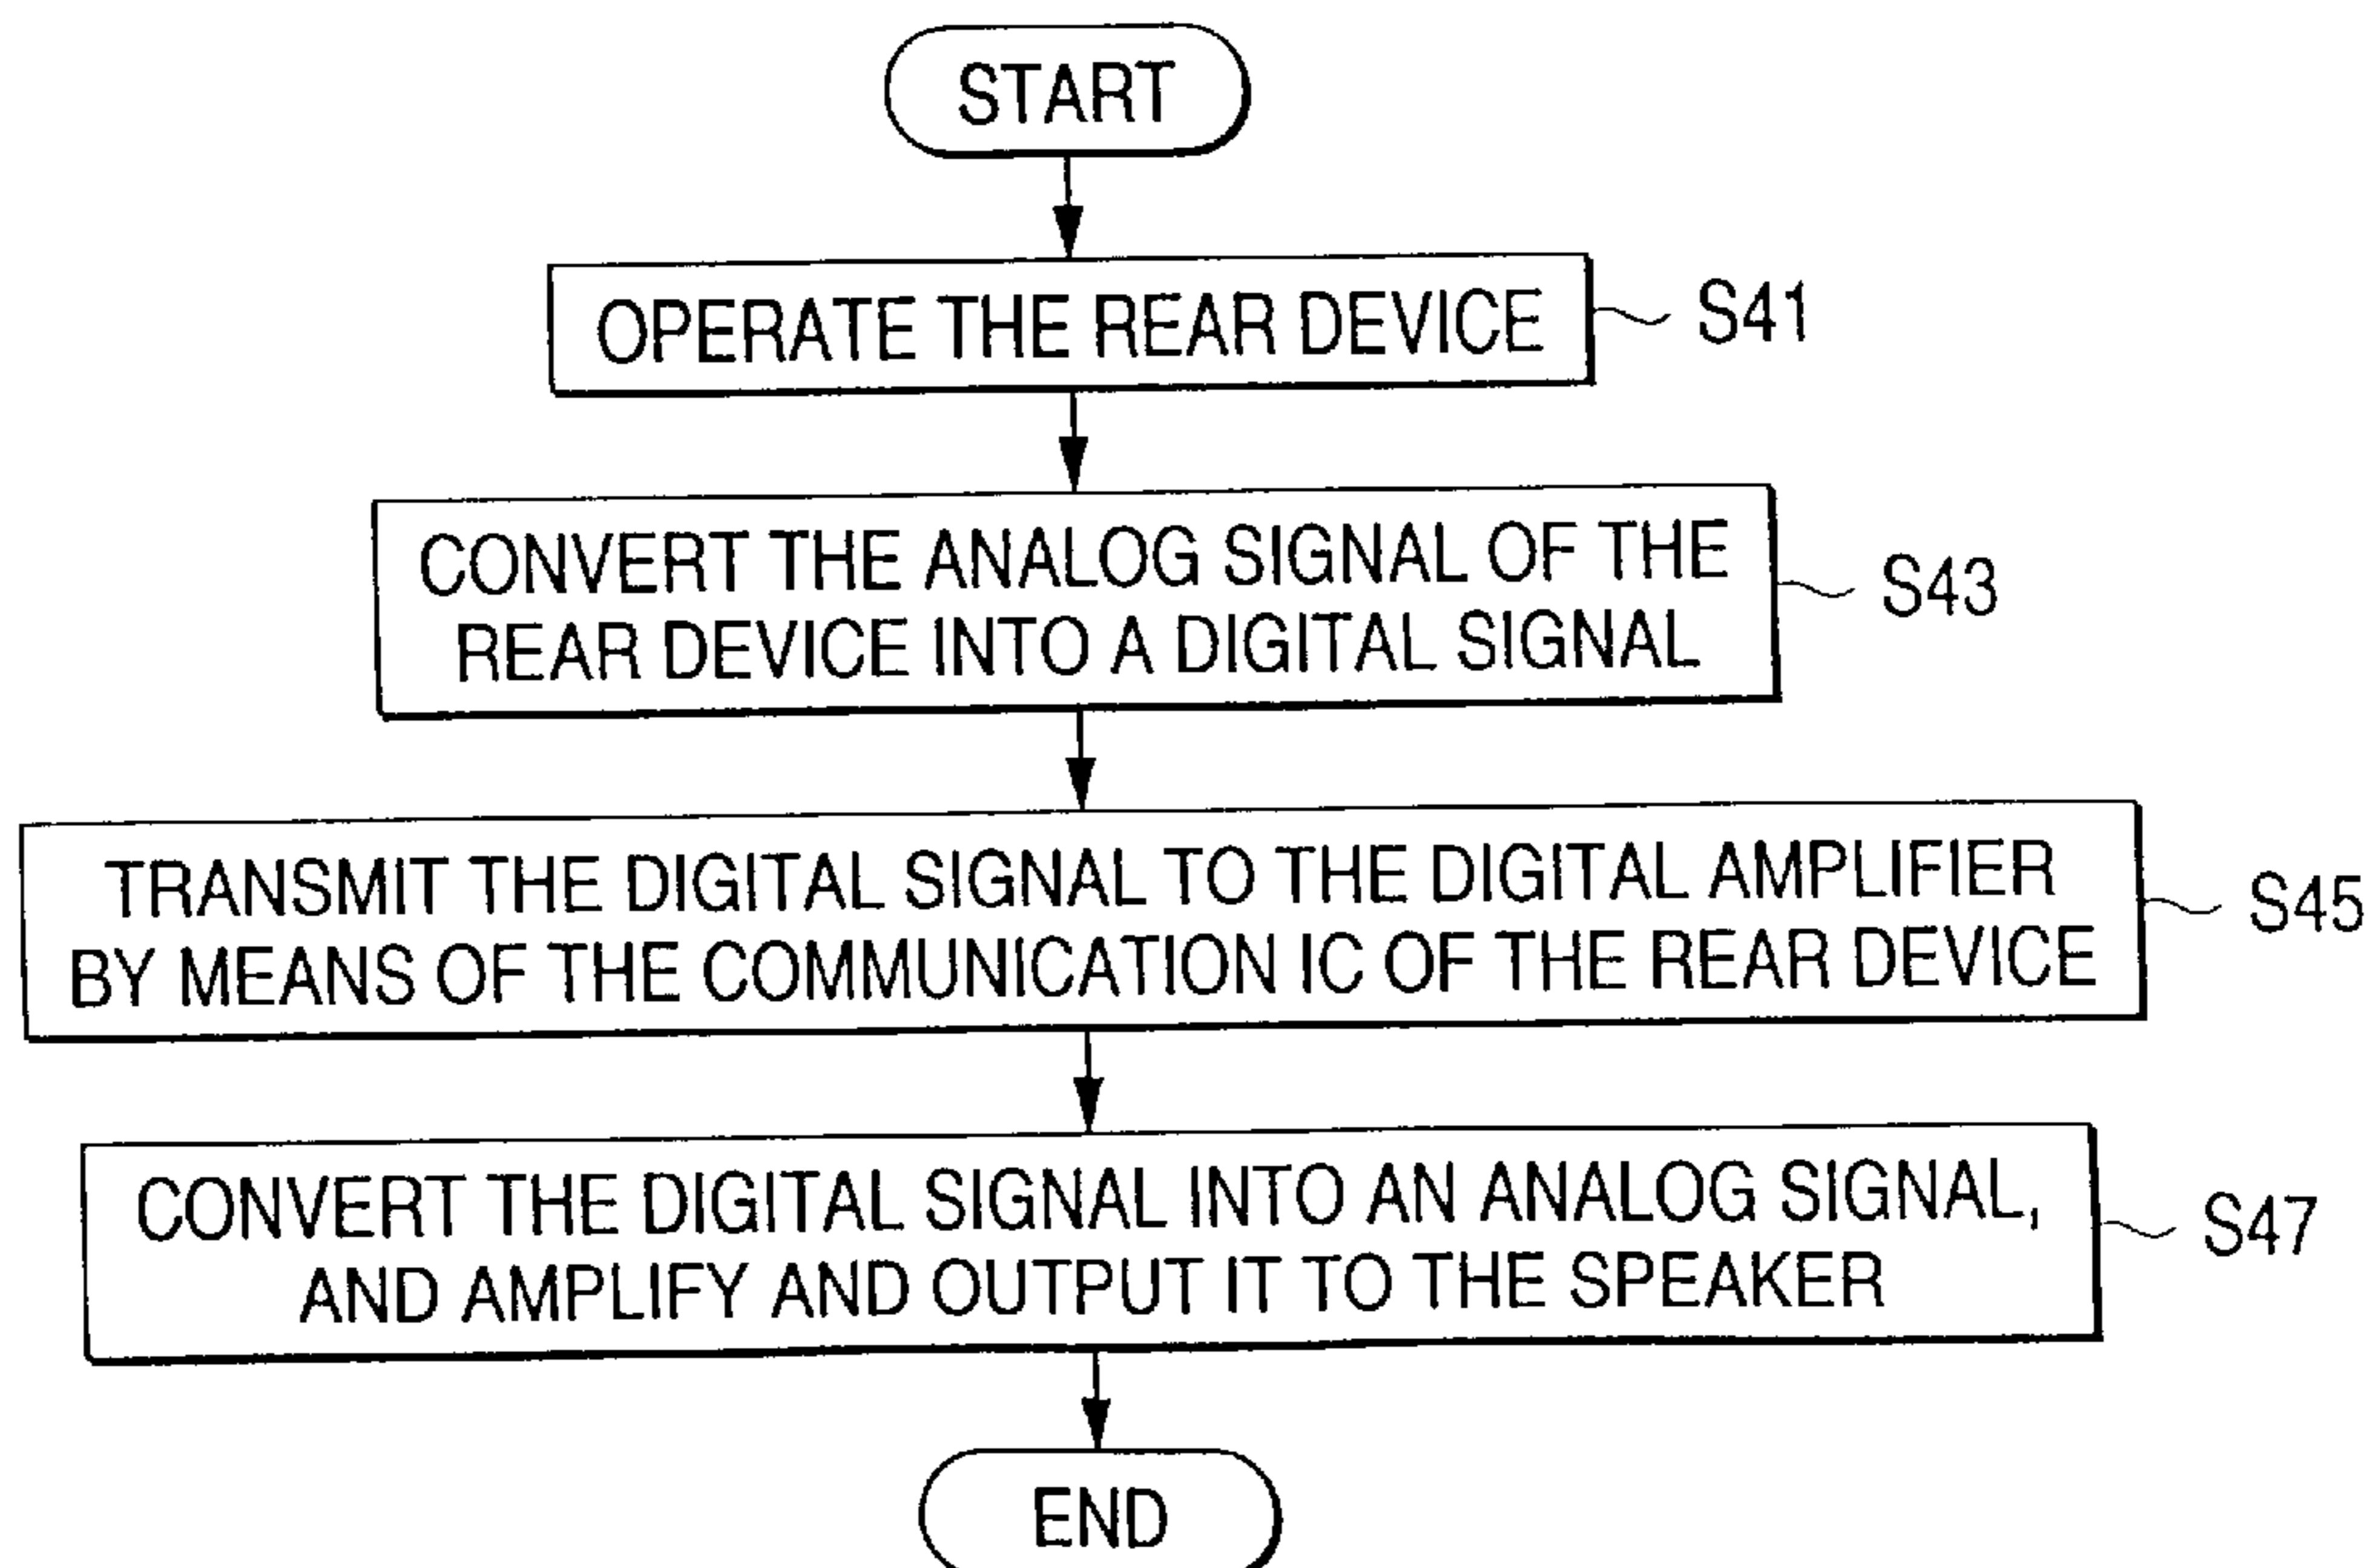 START
OPERATE THE REAR DEVICE
S41
CONVERT THE ANALOG SIGNAL OF THE
REAR DEVICE INTO A DIGITAL SIGNAL
S43
TRANSMIT THE DIGITAL SIGNAL TO THE DIGITAL AMPLIFIER
BY MEANS OF THE COMMUNICATION IC OF THE REAR DEVICE
S45
CONVERT THE DIGITAL SIGNAL INTO AN ANALOG SIGNAL,
AND AMPLIFY AND OUTPUT IT TO THE SPEAKER
S47
END